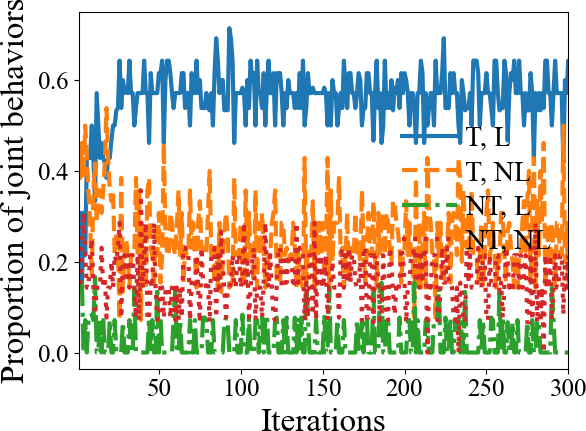 Proportion of joint behaviors
0.6
0.4
0.2
0.0
T, L
T, NL
NT, L
NT, NL
50 100 150 200 250 300
Iterations